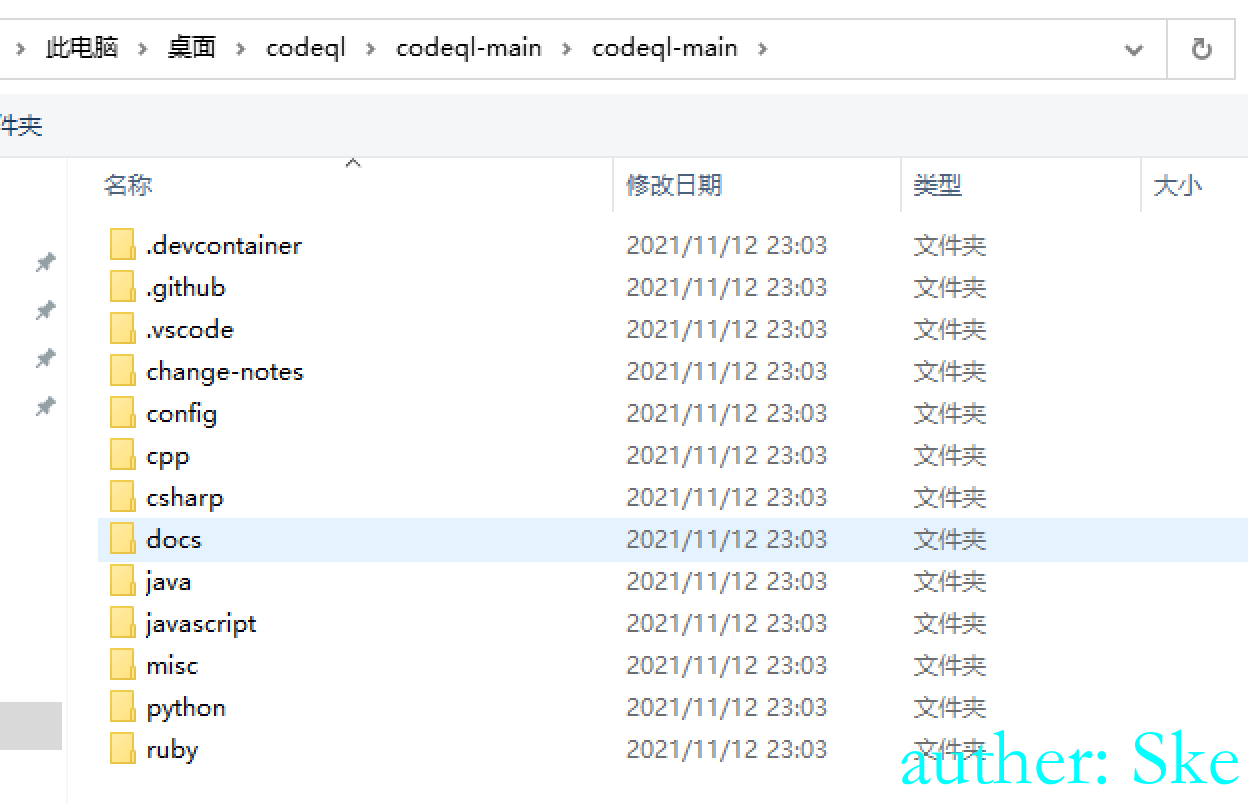 此电脑 > 桌面 > codeql > codeql-main > codeql-main >
件夹
名称 修改日期 类型 大小
.devcontainer 2021/11/12 23:03 文件夹
.github 2021/11/12 23:03 文件夹
.vscode 2021/11/12 23:03 文件夹
change-notes 2021/11/12 23:03 文件夹
config 2021/11/12 23:03 文件夹
cpp 2021/11/12 23:03 文件夹
csharp 2021/11/12 23:03 文件夹
docs 2021/11/12 23:03 文件夹
java 2021/11/12 23:03 文件夹
javascript 2021/11/12 23:03 文件夹
misc 2021/11/12 23:03 文件夹
python 2021/11/12 23:03 文件夹
ruby 2021/11/12 23:03 文件夹
auther: Ske